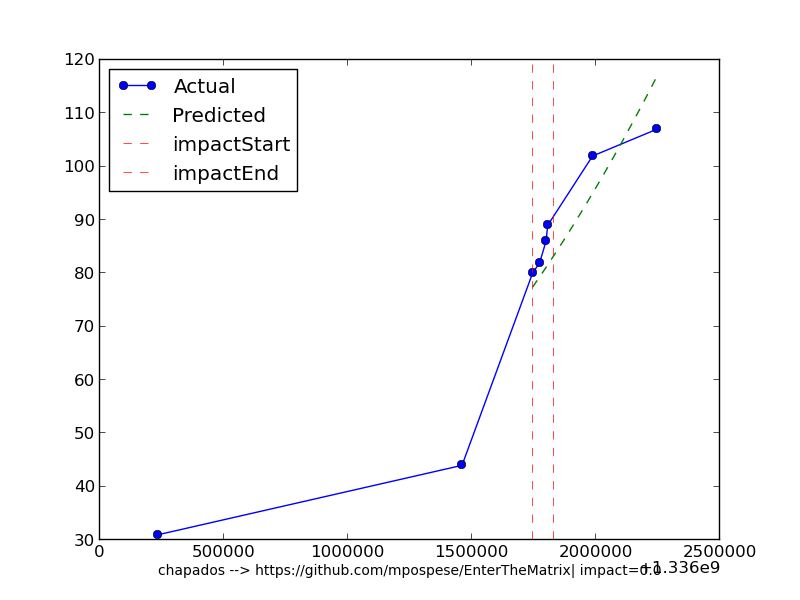 120
110
100
90
80
70
60
50
40
30
Actual
Predicted
impactStart
impactEnd
0 500000 1000000 1500000 2000000 2500000
+1.336e9
chapados --> https://github.com/mpospese/EnterTheMatrix| impact=0.0